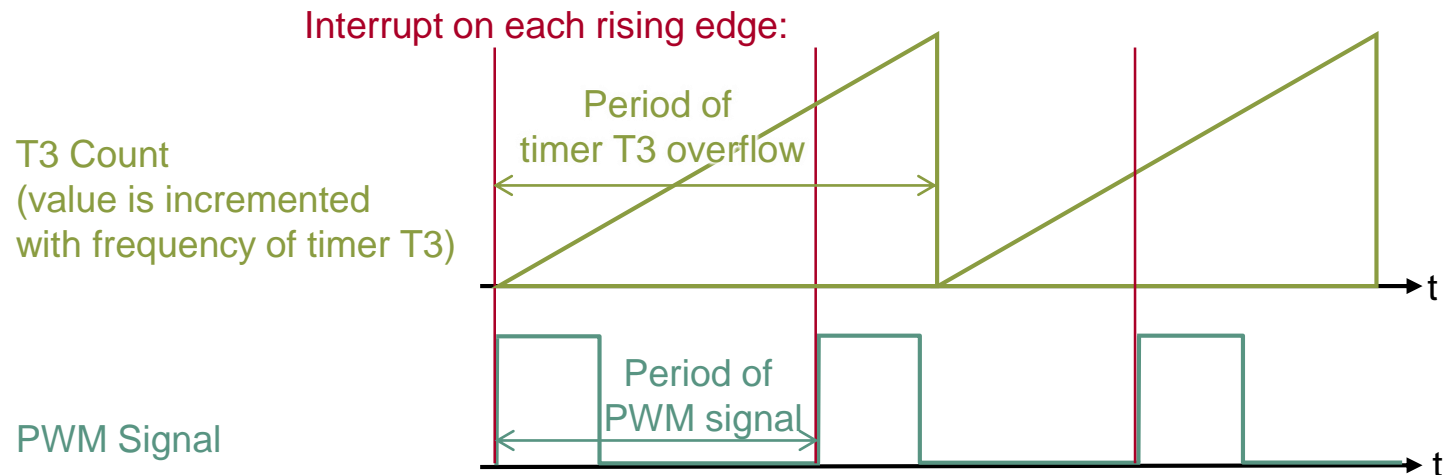 Interrupt on each rising edge:
Period of
timer T3 overflow
T3 Count
(value is incremented
with frequency of timer T3)
t
Period of
PWM signal
PWM Signal
t